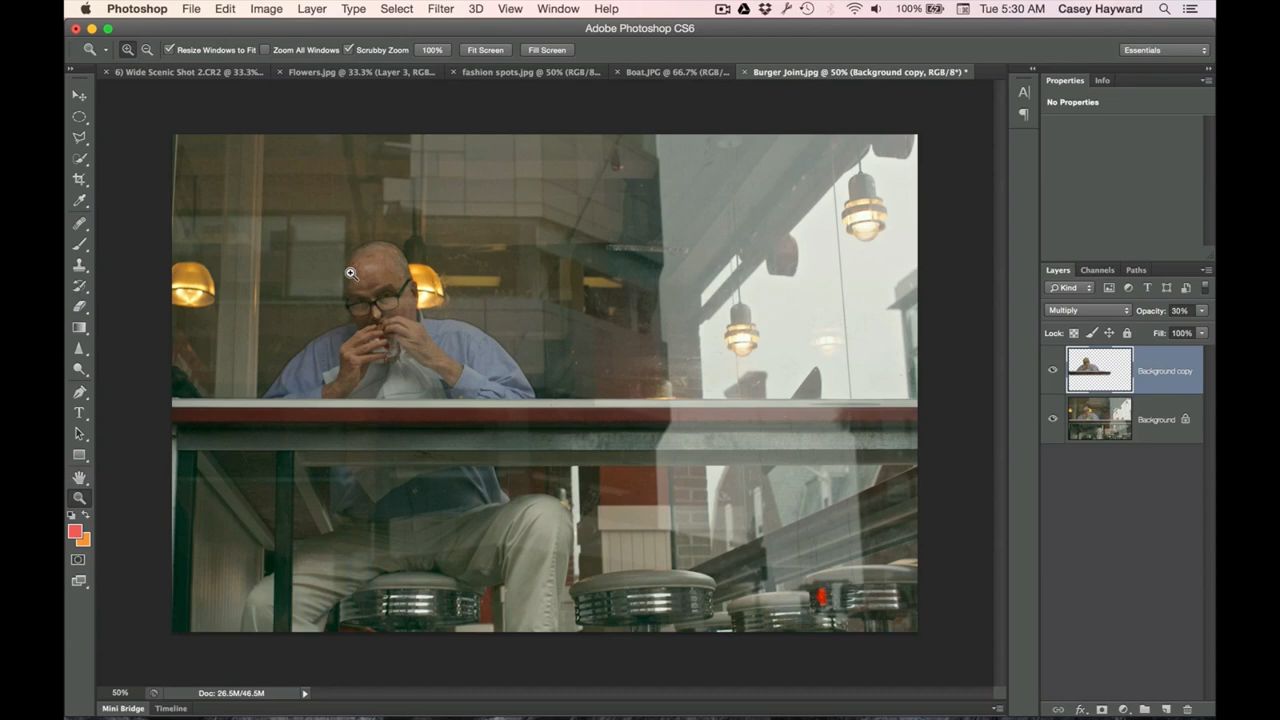 Photoshop File Edit Image Layer Type Select Filter 3D View Window Help 100% Tue 5:30 AM Casey Hayward
Adobe Photoshop CS6
Resize Windows to Fit Zoom All Windows Scrubby Zoom 100% Fit Screen Fill Screen Essentials
6) Wide Scenic Shot 2.CR2 @ 33.3%... Flowers.jpg @ 33.3% (Layer 3, RGB... fashion spots.jpg @ 50% (RGB/8... Boat.JPG @ 66.7% (RGB/... Burger Joint.jpg @ 50% (Background copy, RGB/8*) *
Properties Info
No Properties
Layers Channels Paths
Kind
Multiply Opacity: 30%
Lock: Fill: 100%
Background copy
Background
50% Doc: 26.5M/46.5M
Mini Bridge Timeline